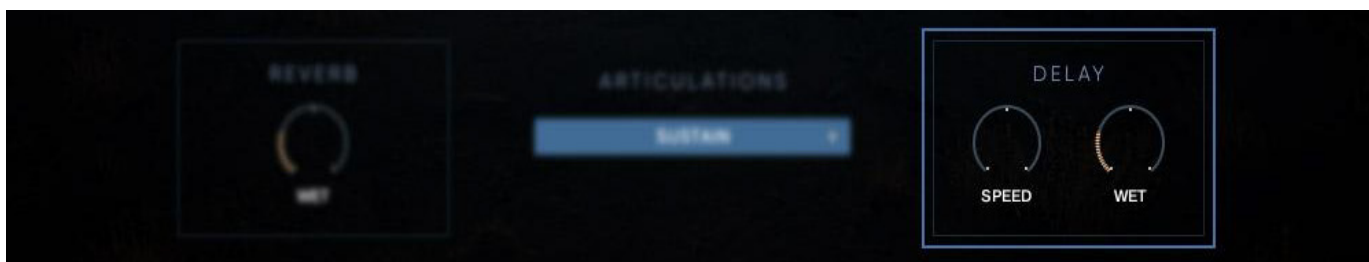 REVERB
WET
ARTICULATIONS
SUSTAIN
DELAY
SPEED WET